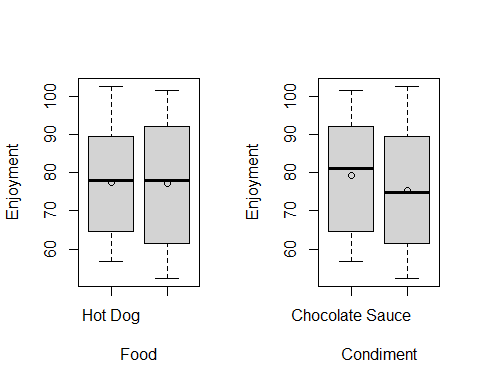 Enjoyment
100
90
80
70
60
Hot Dog
Food
Enjoyment
100
90
80
70
60
Chocolate Sauce
Condiment